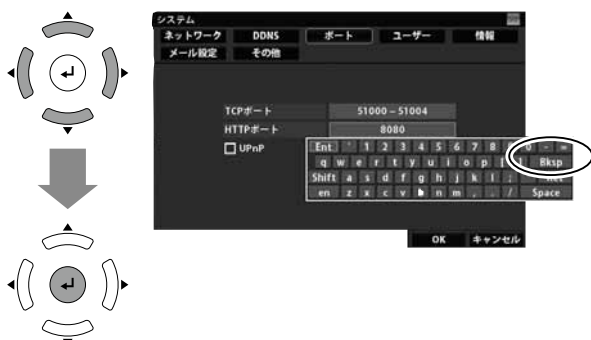 システム
ネットワーク DDNS ポート ユーザー 情報
メール設定 その他
TCPポート 51000 – 51004
HTTPポート 8080
UPnP
Ent ` 1 2 3 4 5 6 7 8 0 - =
q w e r t y u i o p [ ] Bksp
Shift a s d f g h j k l ;
en z x c v b n m , . / Space
OK キャンセル